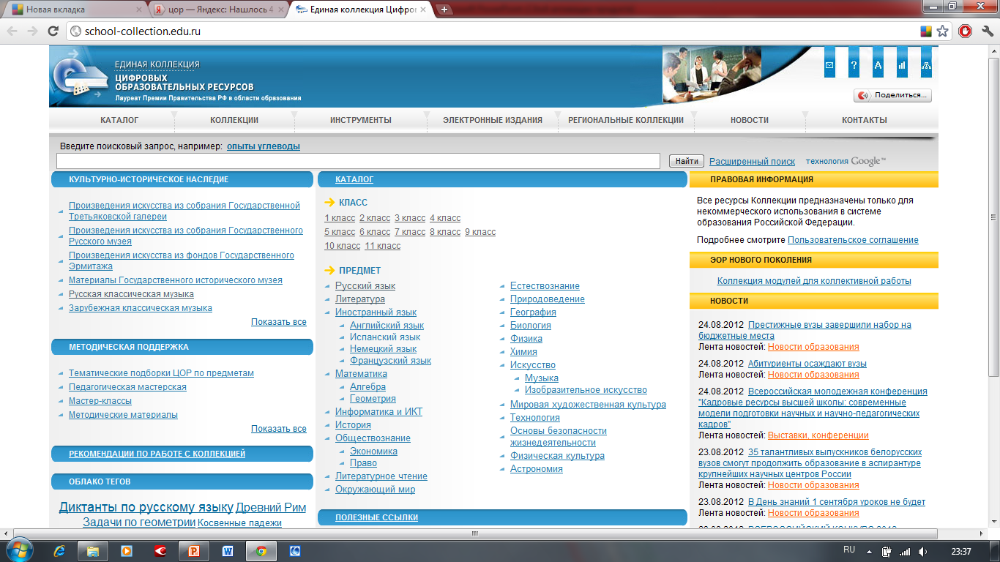 Новая вкладка
цор — Яндекс: Нашлось 4
Единая коллекция Цифров
school-collection.edu.ru
ЕДИНАЯ КОЛЛЕКЦИЯ
ЦИФРОВЫХ
ОБРАЗОВАТЕЛЬНЫХ РЕСУРСОВ
Лауреат Премии Правительства РФ в области образования
Поделиться...
КАТАЛОГ КОЛЛЕКЦИИ ИНСТРУМЕНТЫ ЭЛЕКТРОННЫЕ ИЗДАНИЯ РЕГИОНАЛЬНЫЕ КОЛЛЕКЦИИ НОВОСТИ КОНТАКТЫ
Введите поисковый запрос, например: опыты углеводы
Найти Расширенный поиск технология Google™
КУЛЬТУРНО-ИСТОРИЧЕСКОЕ НАСЛЕДИЕ
Произведения искусства из собрания Государственной
Третьяковской галереи
Произведения искусства из собрания Государственного
Русского музея
Произведения искусства из фондов Государственного
Эрмитажа
Материалы Государственного исторического музея
Русская классическая музыка
Зарубежная классическая музыка
Показать все
МЕТОДИЧЕСКАЯ ПОДДЕРЖКА
Тематические подборки ЦОР по предметам
Педагогическая мастерская
Мастер-классы
Методические материалы
Показать все
РЕКОМЕНДАЦИИ ПО РАБОТЕ С КОЛЛЕКЦИЕЙ
ОБЛАКО ТЕГОВ
Диктанты по русскому языку Древний Рим
Задачи по геометрии Косвенные падежи
КАТАЛОГ
КЛАСС
1 класс 2 класс 3 класс 4 класс
5 класс 6 класс 7 класс 8 класс 9 класс
10 класс 11 класс
ПРЕДМЕТ
Русский язык
Литература
Иностранный язык
Английский язык
Испанский язык
Немецкий язык
Французский язык
Математика
Алгебра
Геометрия
Информатика и ИКТ
История
Обществознание
Экономика
Право
Литературное чтение
Окружающий мир
Естествознание
Природоведение
География
Биология
Физика
Химия
Искусство
Музыка
Изобразительное искусство
Мировая художественная культура
Технология
Основы безопасности
жизнедеятельности
Физическая культура
Астрономия
ПОЛЕЗНЫЕ ССЫЛКИ
ПРАВОВАЯ ИНФОРМАЦИЯ
Все ресурсы Коллекции предназначены только для
некоммерческого использования в системе
образования Российской Федерации.
Подробнее смотрите Пользовательское соглашение
ЭОР НОВОГО ПОКОЛЕНИЯ
Коллекция модулей для коллективной работы
НОВОСТИ
24.08.2012 Престижные вузы завершили набор на
бюджетные места
Лента новостей: Новости образования
24.08.2012 Абитуриенты осаждают вузы
Лента новостей: Новости образования
24.08.2012 Всероссийская молодежная конференция
"Кадровые ресурсы высшей школы: современные
модели подготовки научных и научно-педагогических
кадров"
Лента новостей: Выставки, конференции
23.08.2012 35 талантливых выпускников белорусских
вузов смогут продолжить образование в аспирантуре
крупнейших научных центров России
Лента новостей: Новости образования
23.08.2012 В День знаний 1 сентября уроков не будет
Лента новостей: Новости образования
RU
23:37